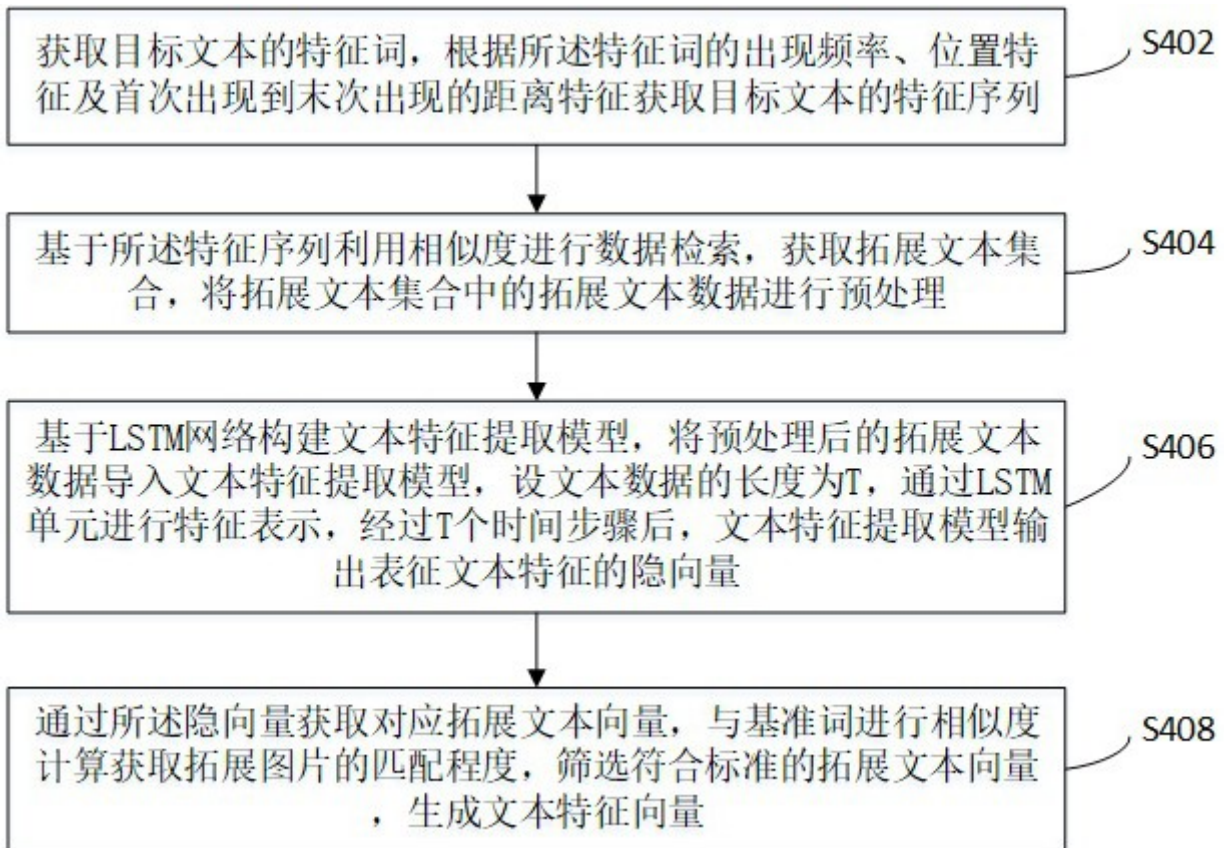 获取目标文本的特征词，根据所述特征词的出现频率、位置特
征及首次出现到末次出现的距离特征获取目标文本的特征序列
S402
基于所述特征序列利用相似度进行数据检索，获取拓展文本集
合，将拓展文本集合中的拓展文本数据进行预处理
S404
基于LSTM网络构建文本特征提取模型，将预处理后的拓展文本
数据导入文本特征提取模型，设文本数据的长度为T，通过LSTM
单元进行特征表示，经过T个时间步骤后，文本特征提取模型输
出表征文本特征的隐向量
S406
通过所述隐向量获取对应拓展文本向量，与基准词进行相似度
计算获取拓展图片的匹配程度，筛选符合标准的拓展文本向量
，生成文本特征向量
S408